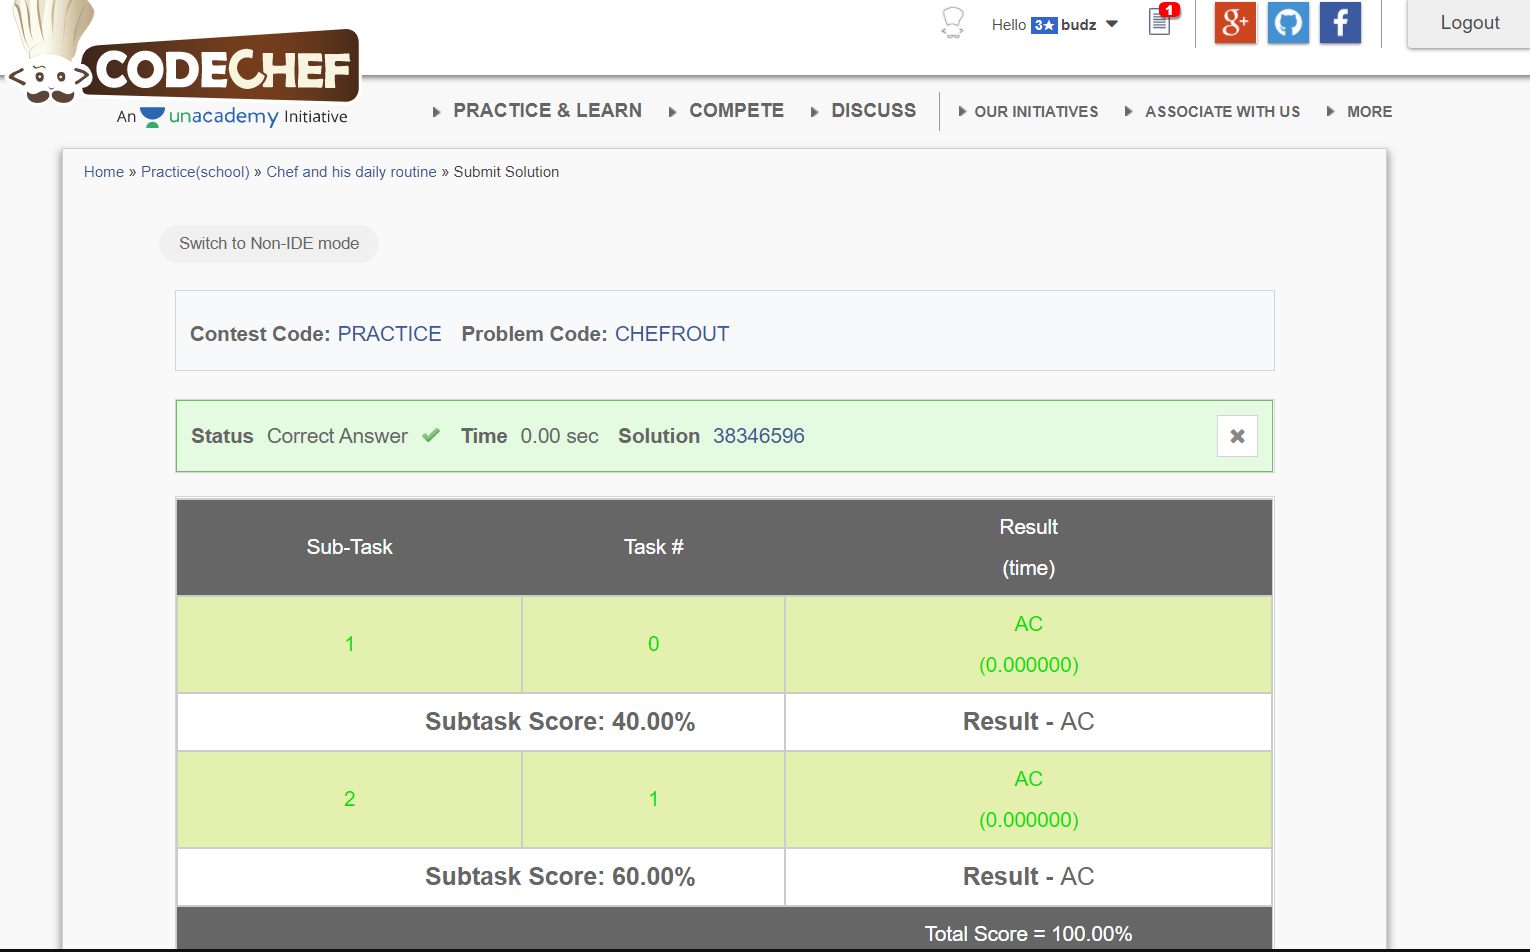 Hello 3★ budz
1
g+
f
Logout
CODECHEF
An unacademy Initiative
PRACTICE & LEARN COMPETE DISCUSS OUR INITIATIVES ASSOCIATE WITH US MORE
Home » Practice(school) » Chef and his daily routine » Submit Solution
Switch to Non-IDE mode
Contest Code: PRACTICE Problem Code: CHEFROUT
Status Correct Answer Time 0.00 sec Solution 38346596
Sub-Task Task # Result
(time)
1 0 AC
(0.000000)
Subtask Score: 40.00% Result - AC
2 1 AC
(0.000000)
Subtask Score: 60.00% Result - AC
Total Score = 100.00%